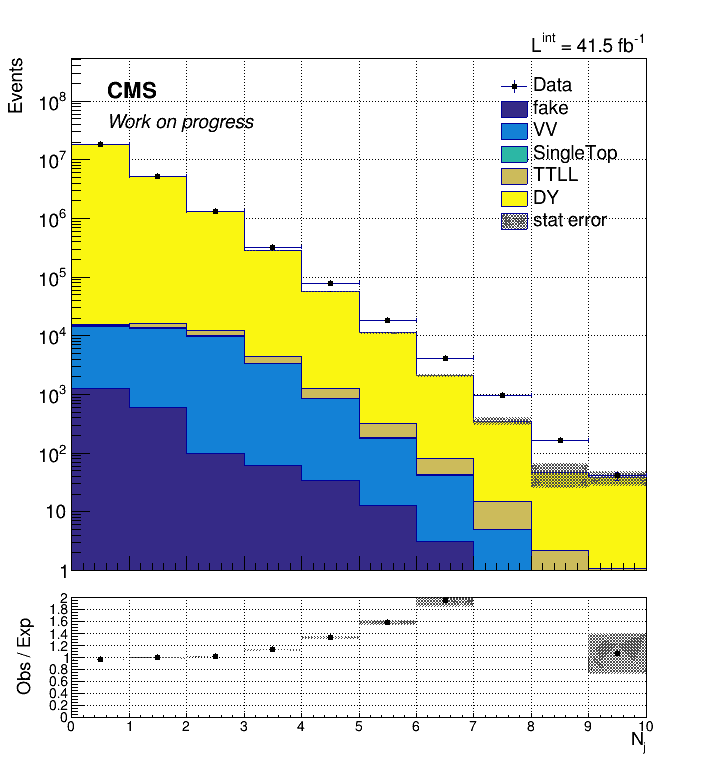 L^int = 41.5 fb^-1
Events
CMS
Work on progress
Data
fake
VV
SingleTop
TTLL
DY
stat error
10^8
10^7
10^6
10^5
10^4
10^3
10^2
10
1
Obs / Exp
2
1.8
1.6
1.4
1.2
1
0.8
0.6
0.4
0.2
0
0 1 2 3 4 5 6 7 8 9 10
N_j